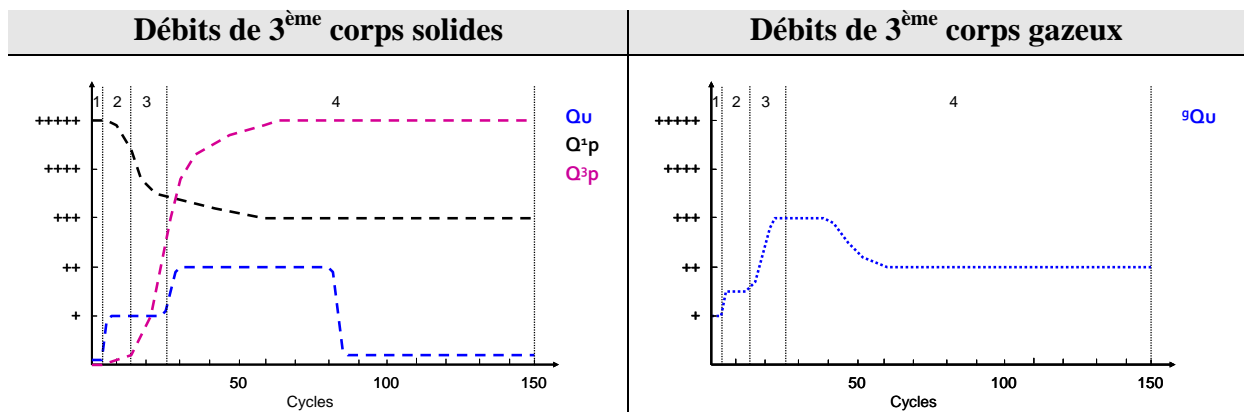 Débits de 3ème corps solides
1 2 3 4
+++++
++++
+++
++
+
50 100 150
Cycles
Qu
Q¹p
Q³p
Débits de 3ème corps gazeux
1 2 3 4
+++++
++++
+++
++
+
50 100 150
Cycles
ᵍQu